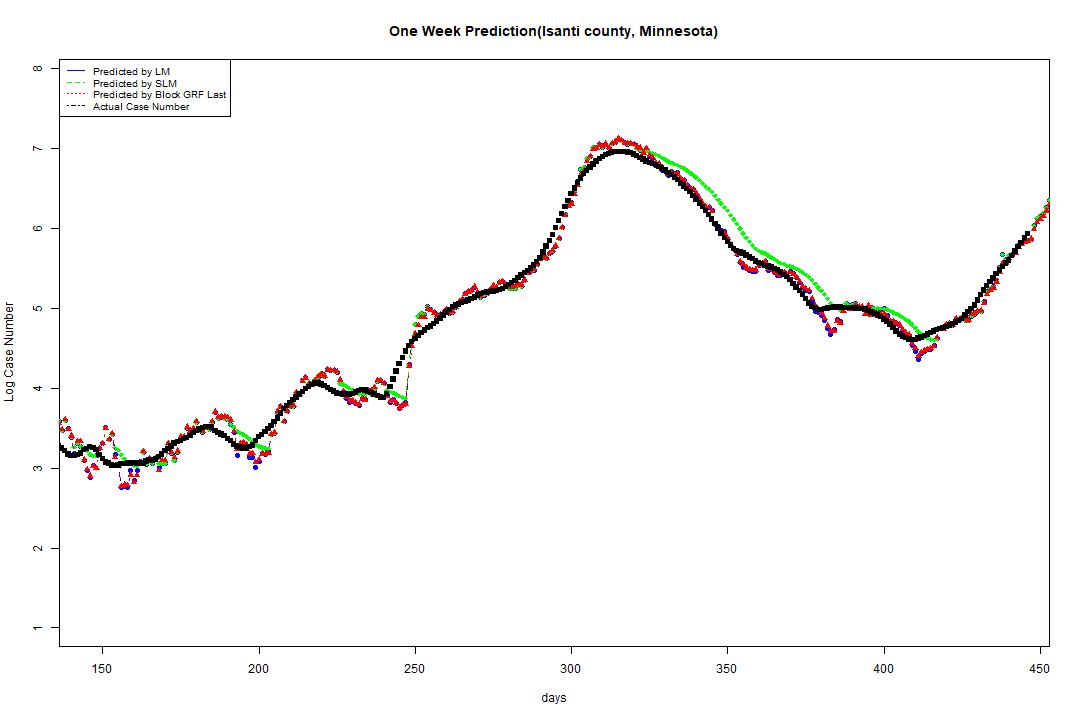 One Week Prediction(Isanti county, Minnesota)
Predicted by LM
Predicted by SLM
Predicted by Block GRF Last
Actual Case Number
Log Case Number
8
7
6
5
4
3
2
1
150 200 250 300 350 400 450
days